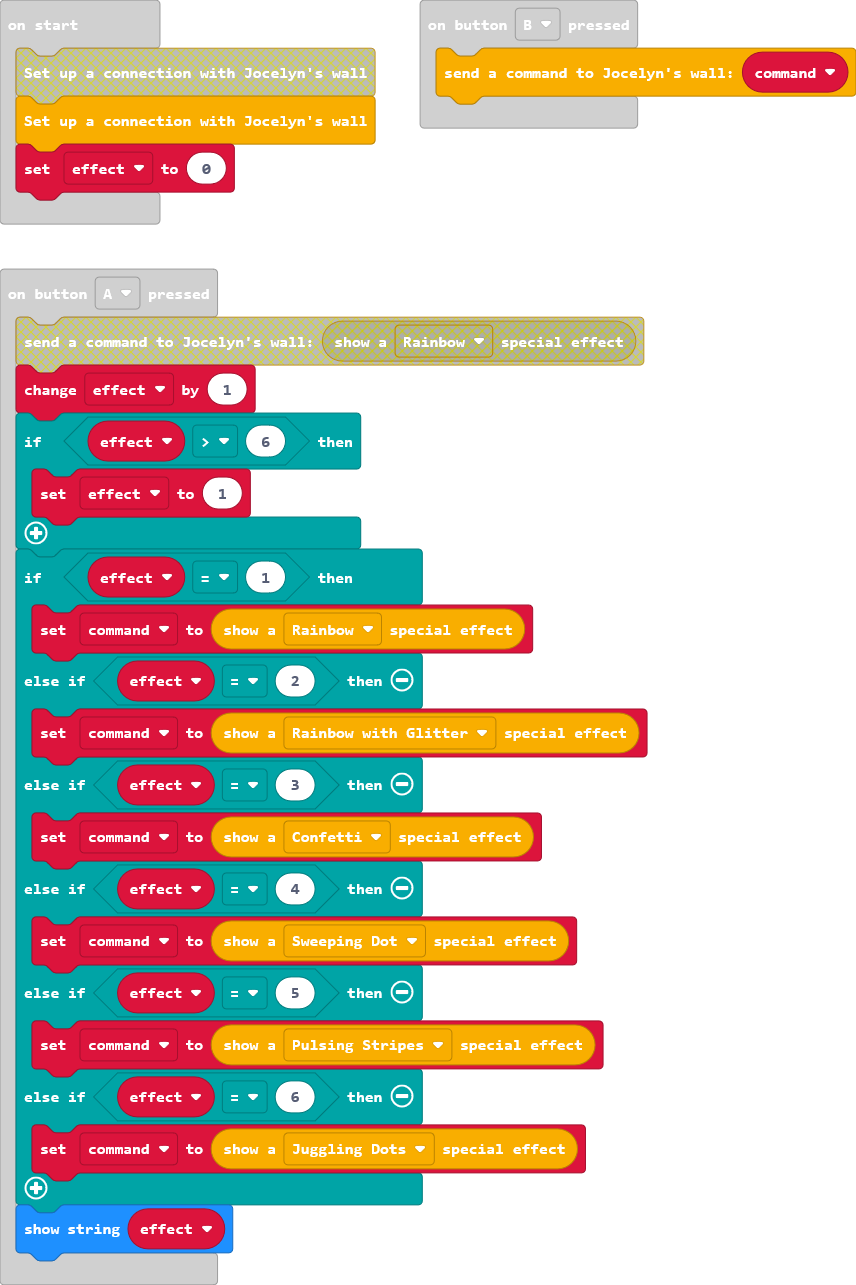 on start
Set up a connection with Jocelyn's wall
Set up a connection with Jocelyn's wall
set effect to 0
on button B pressed
send a command to Jocelyn's wall: command
on button A pressed
send a command to Jocelyn's wall: show a Rainbow special effect
change effect by 1
if effect > 6 then
set effect to 1
if effect = 1 then
set command to show a Rainbow special effect
else if effect = 2 then
set command to show a Rainbow with Glitter special effect
else if effect = 3 then
set command to show a Confetti special effect
else if effect = 4 then
set command to show a Sweeping Dot special effect
else if effect = 5 then
set command to show a Pulsing Stripes special effect
else if effect = 6 then
set command to show a Juggling Dots special effect
show string effect